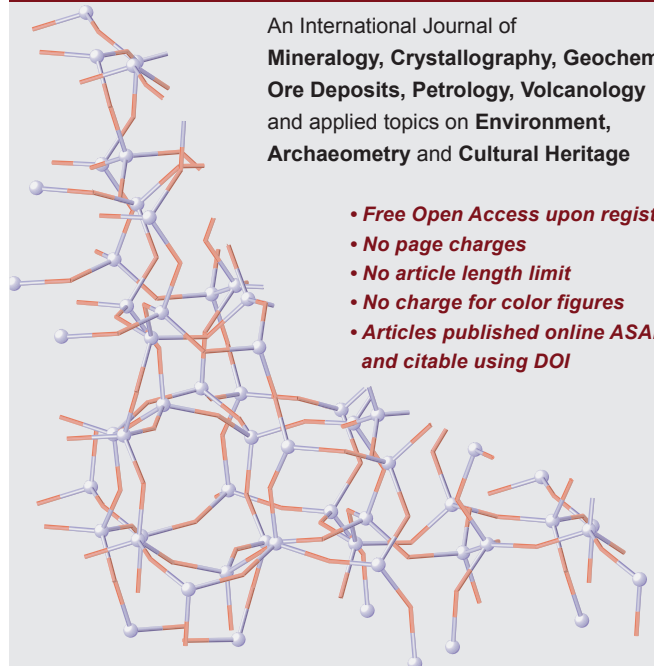 An International Journal of
Mineralogy, Crystallography, Geochem
Ore Deposits, Petrology, Volcanology
and applied topics on Environment,
Archaeometry and Cultural Heritage
• Free Open Access upon regist
• No page charges
• No article length limit
• No charge for color figures
• Articles published online ASA
and citable using DOI